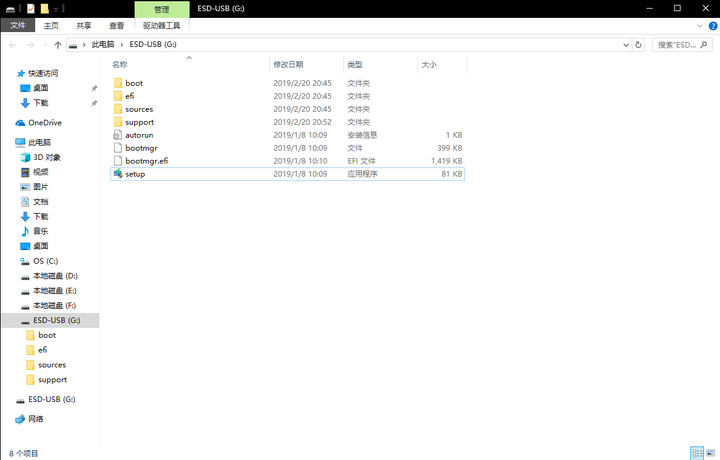 管理 ESD-USB (G:)
文件 主页 共享 查看 驱动器工具
此电脑 ESD-USB (G:) 搜索"ESD...
名称 修改日期 类型 大小
快速访问
桌面
下载
OneDrive
此电脑
3D 对象
视频
图片
文档
下载
音乐
桌面
OS (C:)
本地磁盘 (D:)
本地磁盘 (E:)
本地磁盘 (F:)
ESD-USB (G:)
boot
efi
sources
support
ESD-USB (G:)
网络
boot 2019/2/20 20:45 文件夹
efi 2019/2/20 20:45 文件夹
sources 2019/2/20 20:45 文件夹
support 2019/2/20 20:52 文件夹
autorun 2019/1/8 10:09 安装信息 1 KB
bootmgr 2019/1/8 10:09 文件 399 KB
bootmgr.efi 2019/1/8 10:10 EFI 文件 1,419 KB
setup 2019/1/8 10:09 应用程序 81 KB
8 个项目